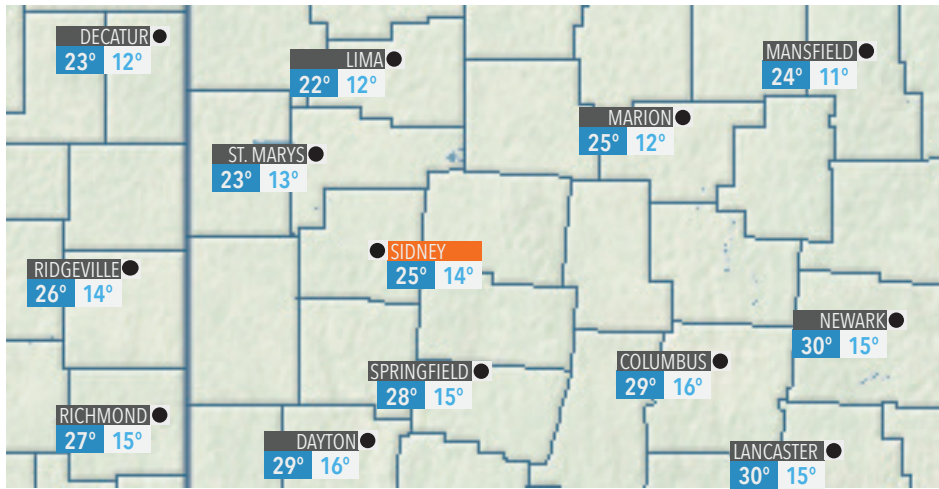 DECATUR
23° 12°
LIMA
22° 12°
MANSFIELD
24° 11°
MARION
25° 12°
ST. MARYS
23° 13°
SIDNEY
25° 14°
RIDGEVILLE
26° 14°
NEWARK
30° 15°
COLUMBUS
29° 16°
SPRINGFIELD
28° 15°
RICHMOND
27° 15°
DAYTON
29° 16°
LANCASTER
30° 15°